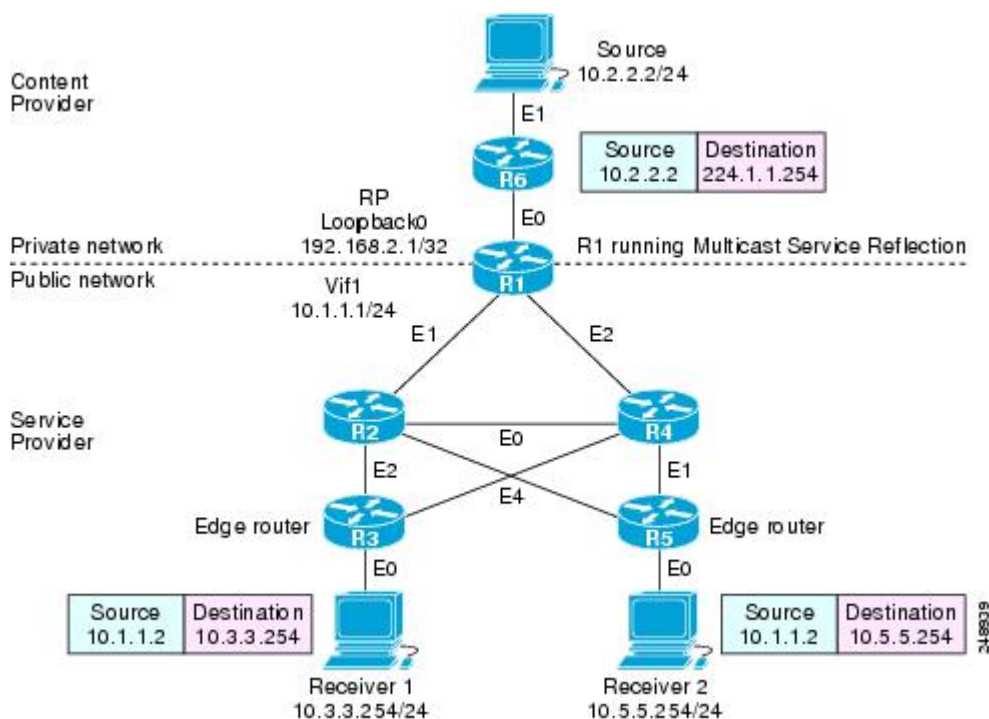 Source
10.2.2.2/24
Content
Provider
E1
Source Destination
10.2.2.2 224.1.1.254
R6
RP
Loopback0
192.168.2.1/32
E0
Private network
R1 running Multicast Service Reflection
Public network
R1
Vif1
10.1.1.1/24
E1
E2
Service
Provider
R2
R4
E0
E2
E1
E4
Edge router
R3
R5
Edge router
E0
E0
Source Destination
10.1.1.2 10.3.3.254
Source Destination
10.1.1.2 10.5.5.254
Receiver 1
10.3.3.254/24
Receiver 2
10.5.5.254/24
248939